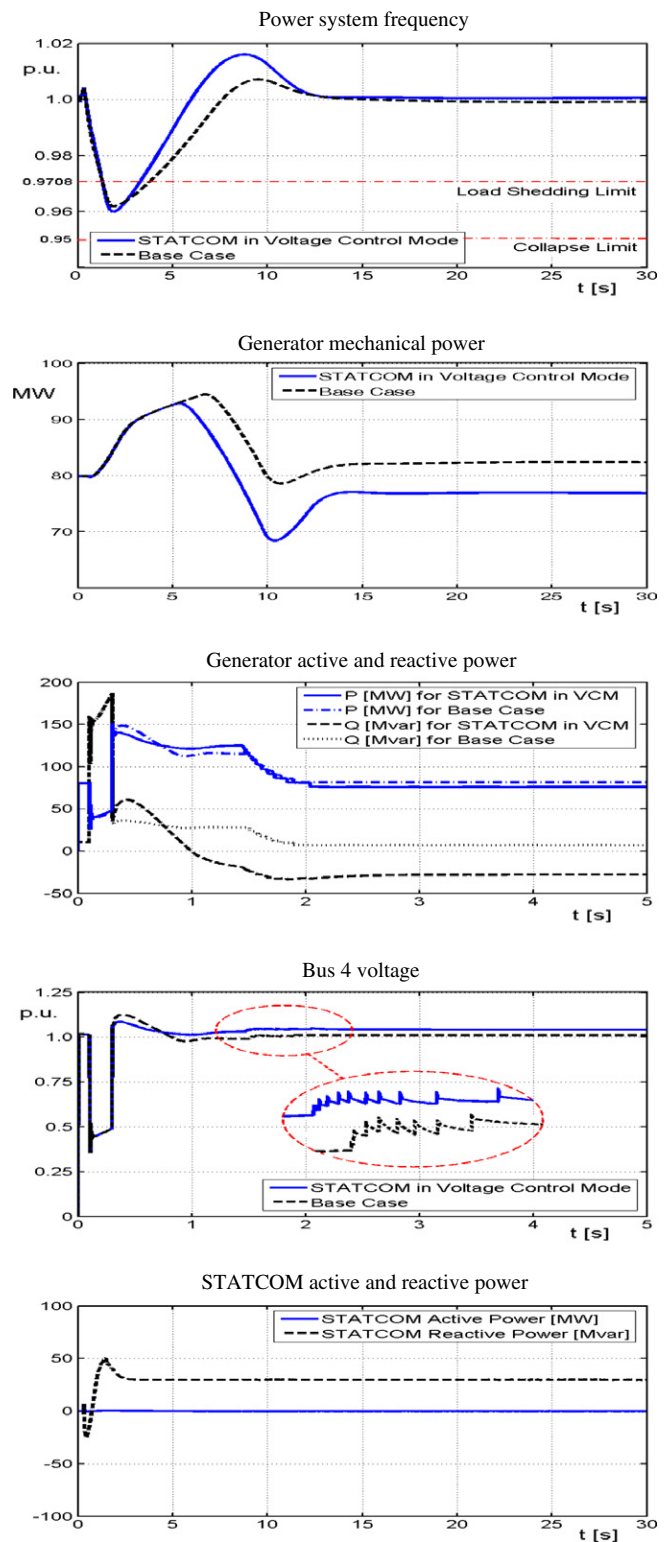 Power system frequency
1.02
p.u.
1.0
0.98
0.9708
Load Shedding Limit
0.96
0.95
STATCOM in Voltage Control Mode
Collapse Limit
Base Case
0 5 10 15 20 25 30
t [s]
Generator mechanical power
100
MW
STATCOM in Voltage Control Mode
Base Case
90
80
70
0 5 10 15 20 25 30
t [s]
Generator active and reactive power
200
P [MW] for STATCOM in VCM
P [MW] for Base Case
Q [Mvar] for STATCOM in VCM
Q [Mvar] for Base Case
150
100
50
0
-50
0 1 2 3 4 5
t [s]
Bus 4 voltage
1.25
p.u.
1.0
0.75
0.5
0.25
STATCOM in Voltage Control Mode
Base Case
0
0 1 2 3 4 5
t [s]
STATCOM active and reactive power
100
STATCOM Active Power [MW]
STATCOM Reactive Power [Mvar]
50
0
-50
-100
0 5 10 15 20 25 30
t [s]